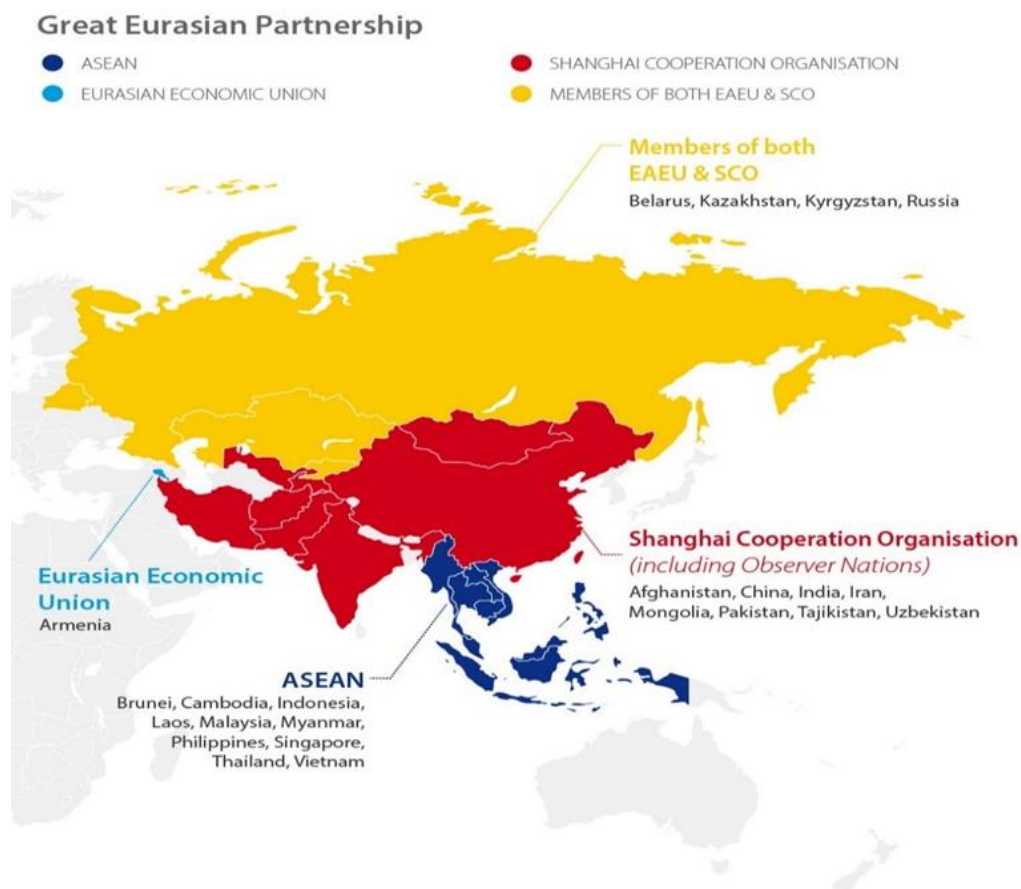 Great Eurasian Partnership
ASEAN
EURASIAN ECONOMIC UNION
SHANGHAI COOPERATION ORGANISATION
MEMBERS OF BOTH EAEU & SCO
Members of both
EAEU & SCO
Belarus, Kazakhstan, Kyrgyzstan, Russia
Eurasian Economic
Union
Armenia
Shanghai Cooperation Organisation
(including Observer Nations)
Afghanistan, China, India, Iran,
Mongolia, Pakistan, Tajikistan, Uzbekistan
ASEAN
Brunei, Cambodia, Indonesia,
Laos, Malaysia, Myanmar,
Philippines, Singapore,
Thailand, Vietnam